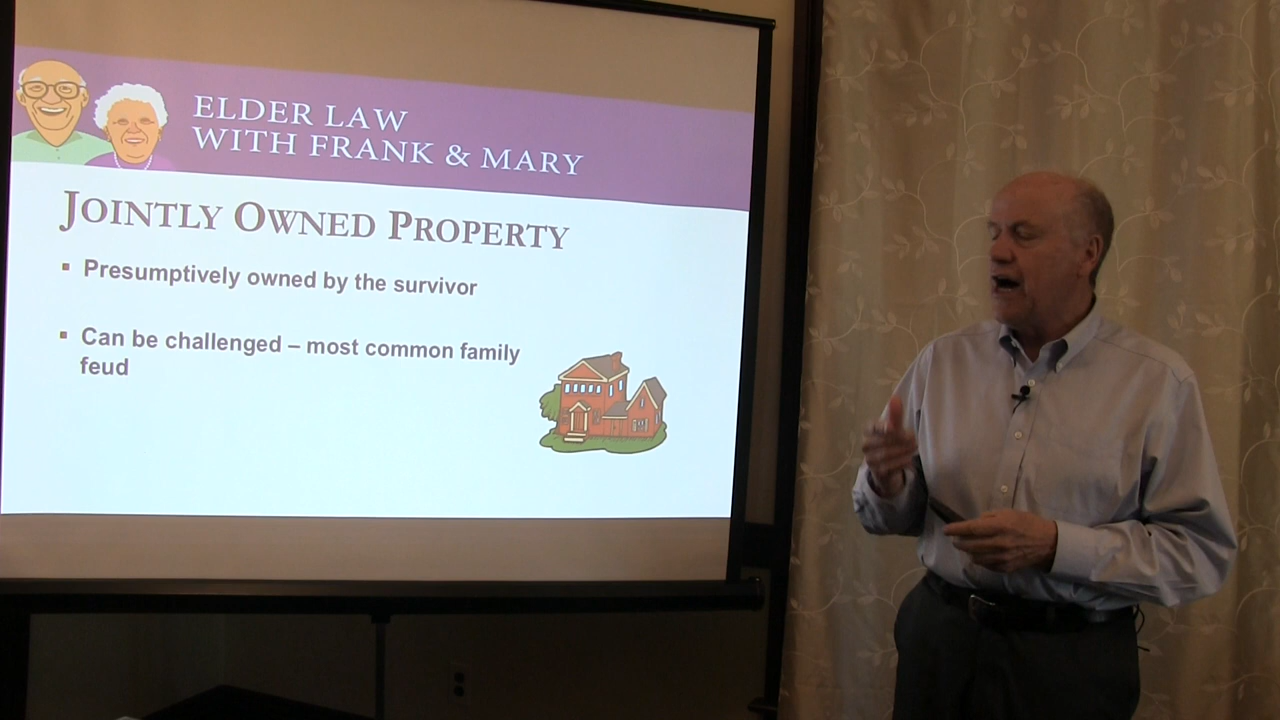 ELDER LAW
WITH FRANK & MARY
JOINTLY OWNED PROPERTY
▪ Presumptively owned by the survivor
▪ Can be challenged – most common family
feud